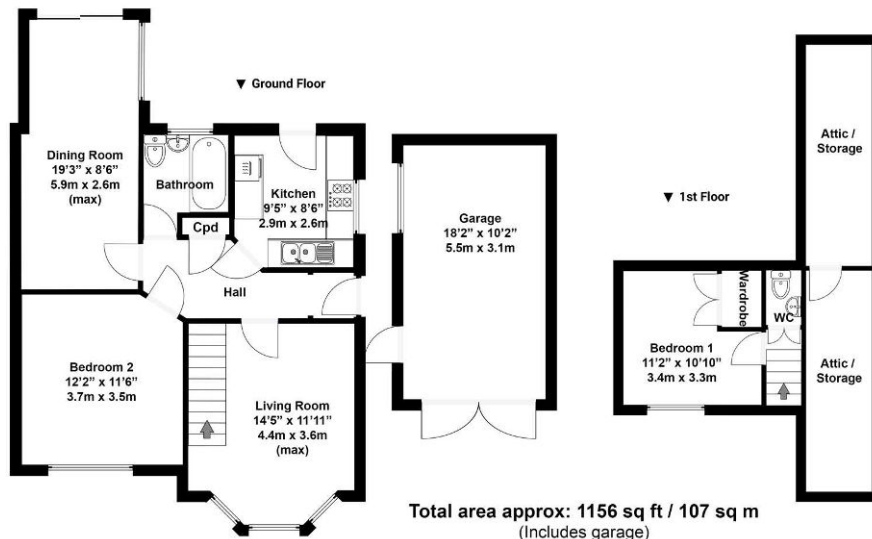 ▼ Ground Floor
Dining Room
19'3" x 8'6"
5.9m x 2.6m
(max)
Bathroom
Kitchen
9'5" x 8'6"
2.9m x 2.6m
Cpd
Hall
Bedroom 2
12'2" x 11'6"
3.7m x 3.5m
Living Room
14'5" x 11'11"
4.4m x 3.6m
(max)
Garage
18'2" x 10'2"
5.5m x 3.1m
▼ 1st Floor
Attic /
Storage
Wardrobe
WC
Bedroom 1
11'2" x 10'10"
3.4m x 3.3m
Attic /
Storage
Total area approx: 1156 sq ft / 107 sq m
(Includes garage)